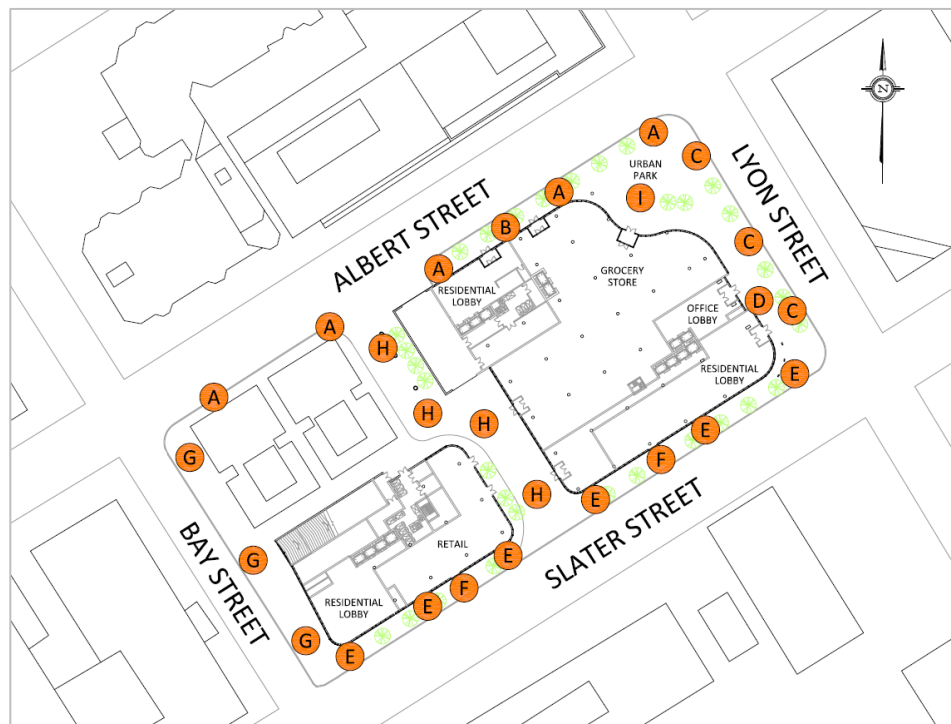 A
C
LYON STREET
N
URBAN
PARK
I
A
B
ALBERT STREET
A
C
GROCERY
STORE
RESIDENTIAL
LOBBY
D
C
OFFICE
LOBBY
A
H
RESIDENTIAL
LOBBY
E
A
H
H
E
G
F
H
E
SLATER STREET
BAY STREET
RETAIL
E
G
F
E
RESIDENTIAL
LOBBY
G
E